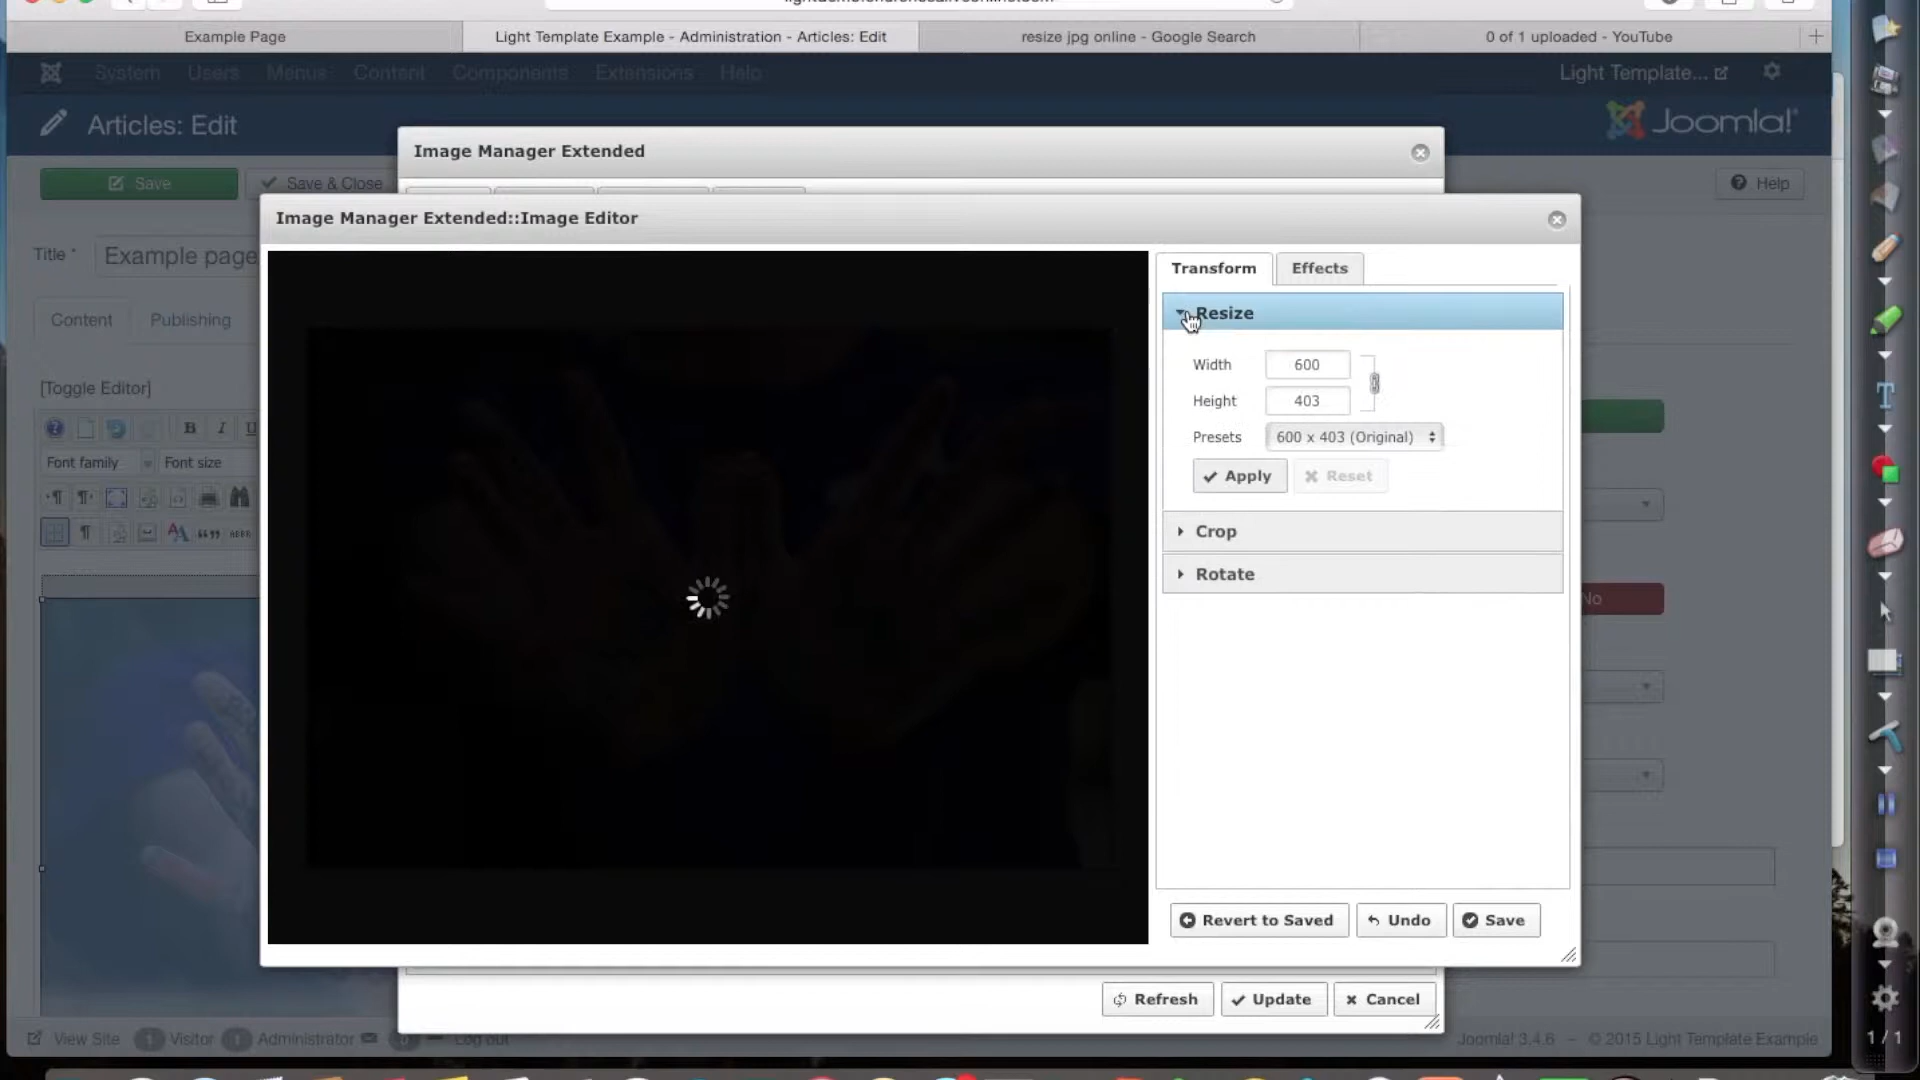 Example Page
Light Template Example - Administration - Articles: Edit
resize jpg online - Google Search
0 of 1 uploaded - YouTube
System
Users
Menus
Content
Components
Extensions
Help
Light Template...
Articles: Edit
Joomla!
Image Manager Extended
Save
Save & Close
Help
Image Manager Extended::Image Editor
Title *
Example page
Transform
Effects
Resize
Content
Publishing
Width
600
Height
403
[Toggle Editor]
Presets
600 x 403 (Original)
B I U
Font family
Font size
Apply
Reset
Crop
Rotate
No
Revert to Saved
Undo
Save
Refresh
Update
Cancel
View Site
Visitor
Administrator
Log out
Joomla! 3.4.6 – © 2015 Light Template Example
1 / 1